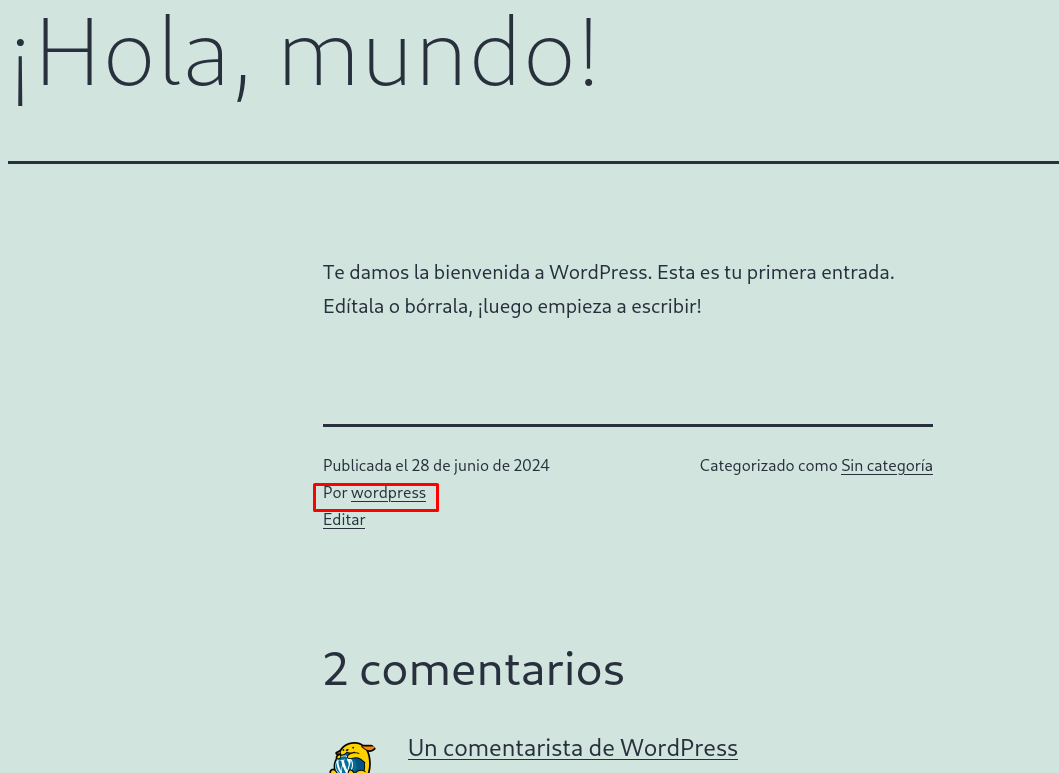 ¡Hola, mundo!
Te damos la bienvenida a WordPress. Esta es tu primera entrada.
Edítala o bórrala, ¡luego empieza a escribir!
Publicada el 28 de junio de 2024
Categorizado como Sin categoría
Por wordpress
Editar
2 comentarios
Un comentarista de WordPress